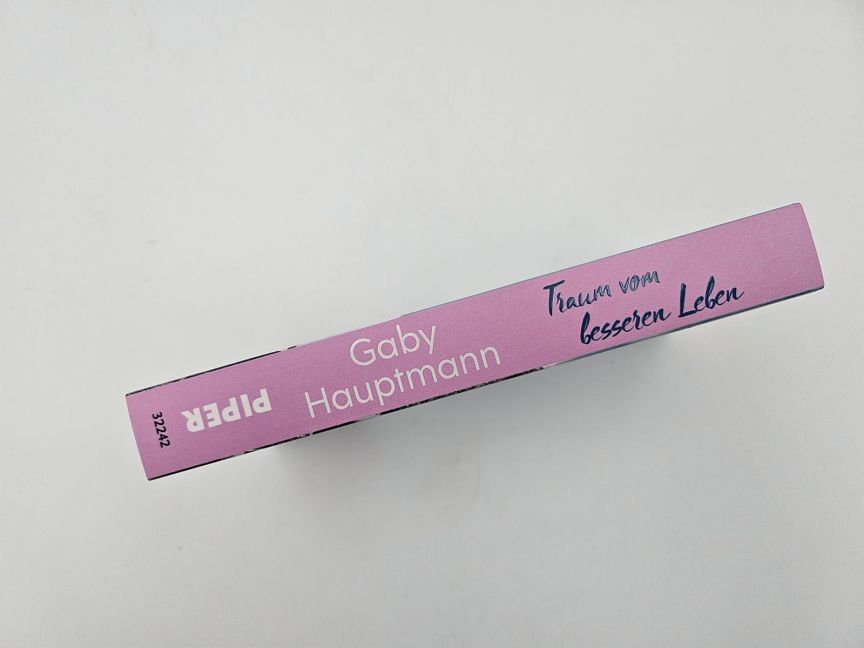 32242
PIPER
Gaby
Hauptmann
Traum vom
besseren Leben